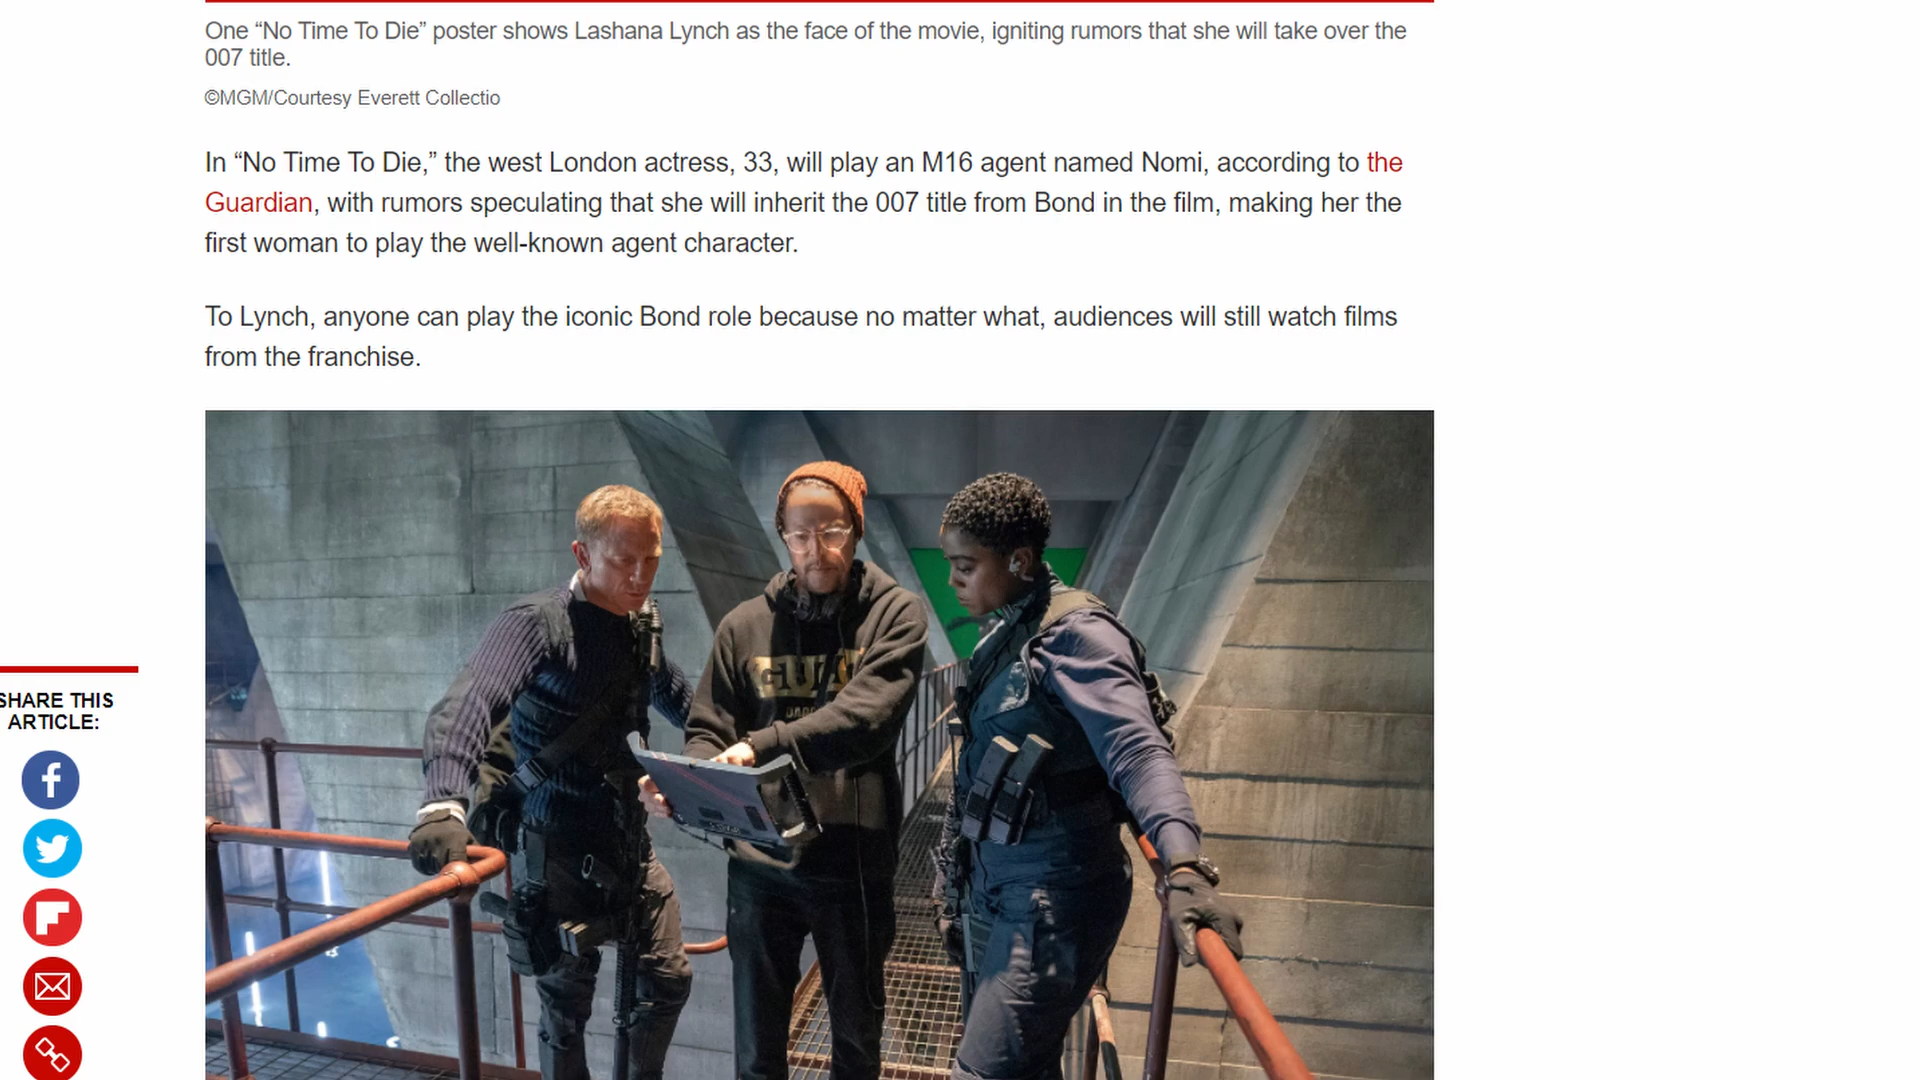 One “No Time To Die” poster shows Lashana Lynch as the face of the movie, igniting rumors that she will take over the
007 title.
©MGM/Courtesy Everett Collectio
In “No Time To Die,” the west London actress, 33, will play an M16 agent named Nomi, according to the
Guardian, with rumors speculating that she will inherit the 007 title from Bond in the film, making her the
first woman to play the well-known agent character.
To Lynch, anyone can play the iconic Bond role because no matter what, audiences will still watch films
from the franchise.
SHARE THIS
ARTICLE: